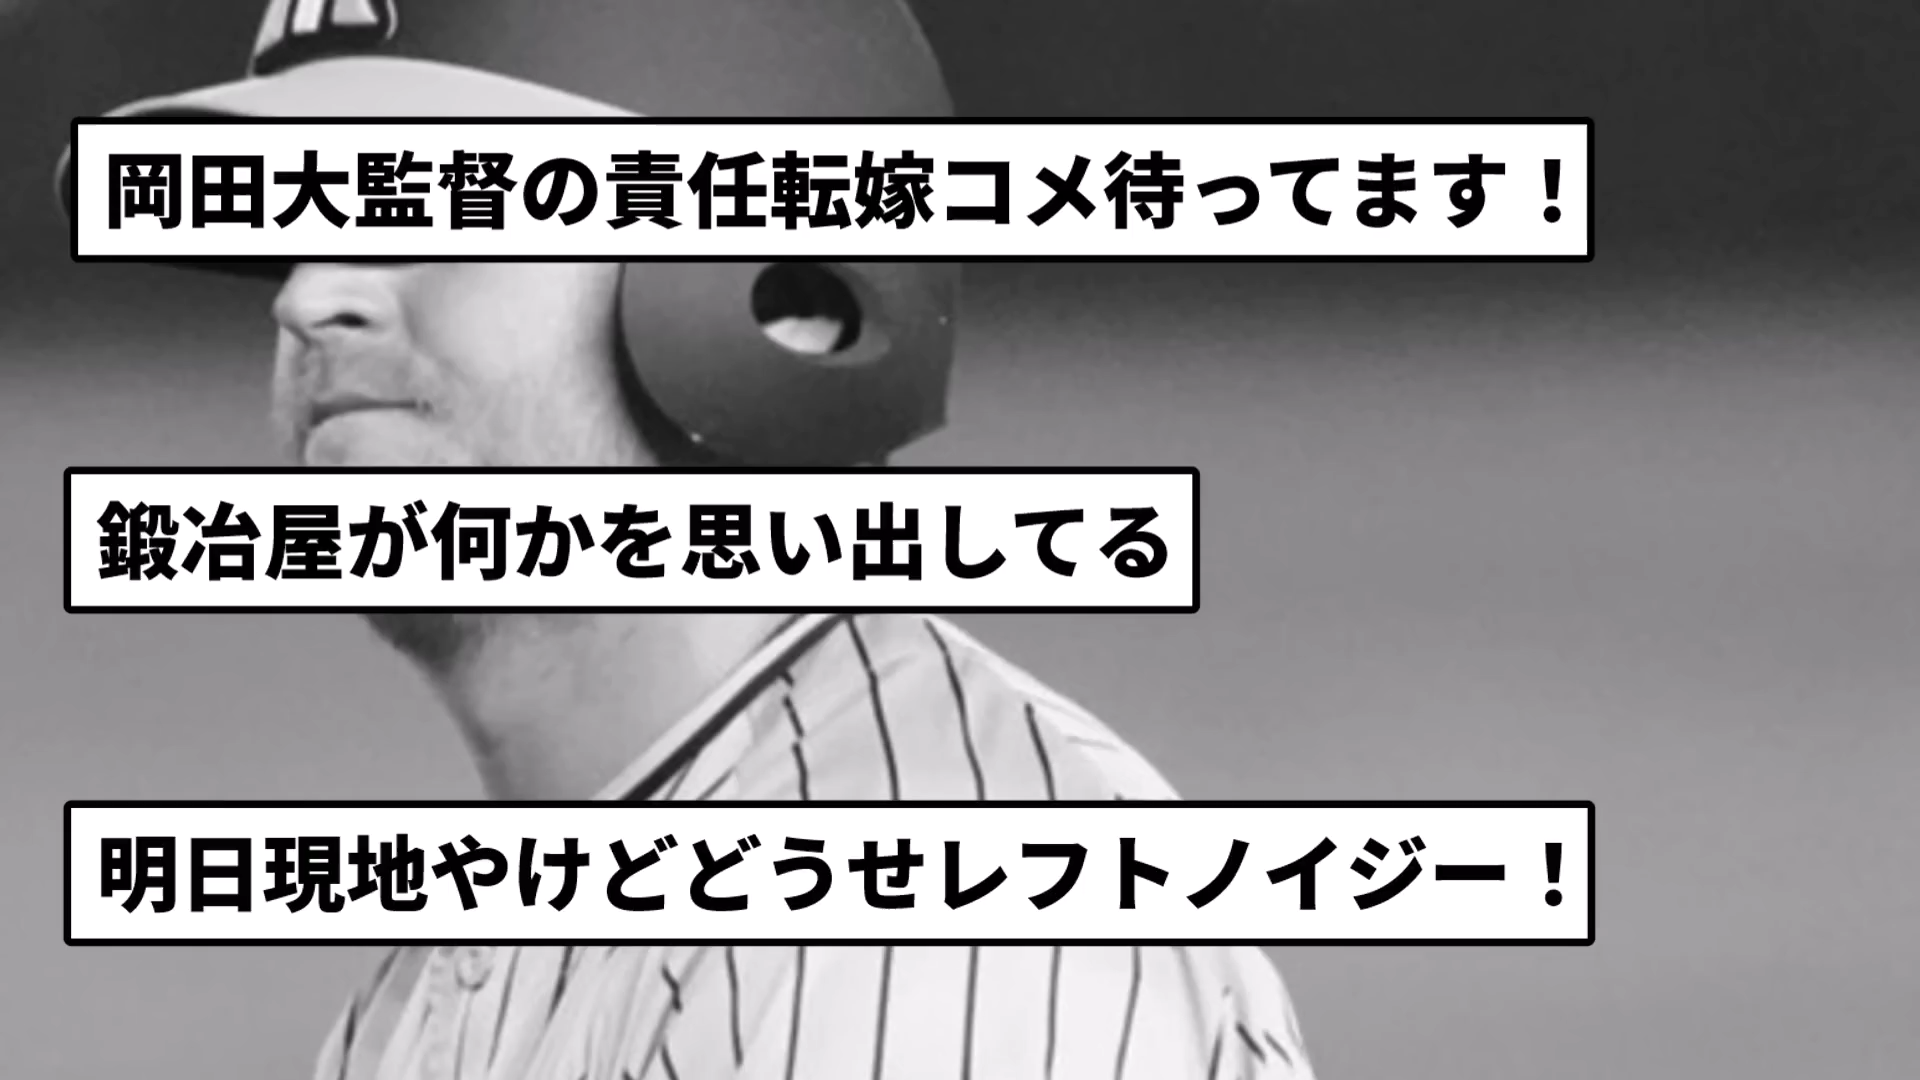 岡田大監督の責任転嫁コメ待ってます！
鍛冶屋が何かを思い出してる
明日現地やけどどうせレフトノイジー！